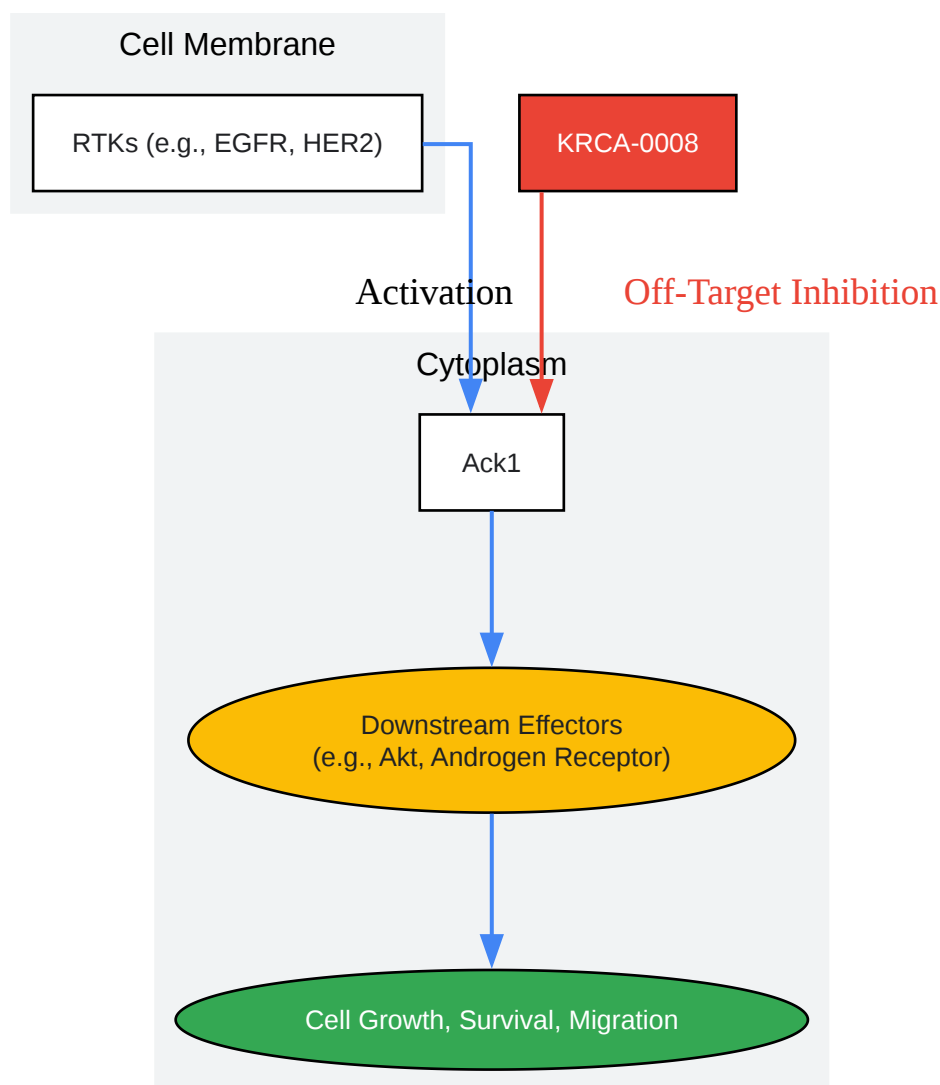 Cell Membrane
RTKs (e.g., EGFR, HER2)
KRCA-0008
Activation
Off-Target Inhibition
Cytoplasm
Ack1
Downstream Effectors
(e.g., Akt, Androgen Receptor)
Cell Growth, Survival, Migration